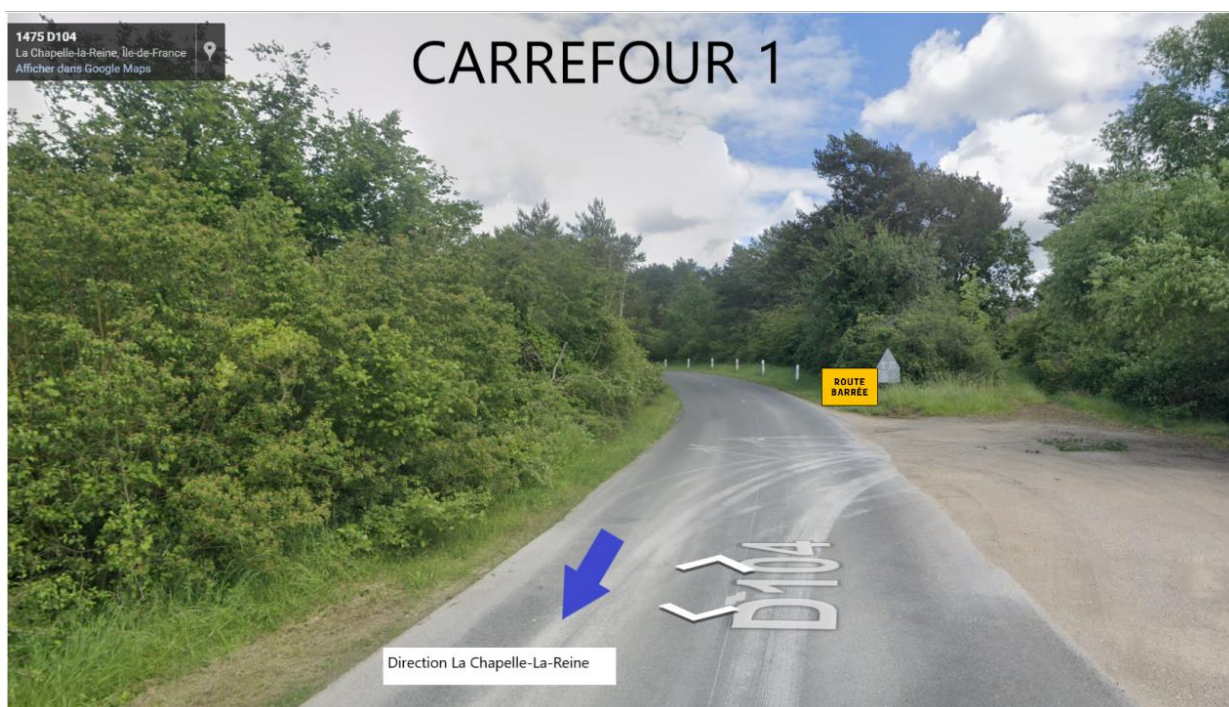 1475 D104
La Chapelle-la-Reine, Île-de-France
Afficher dans Google Maps
CARREFOUR 1
ROUTE
BARRÉE
D104
Direction La Chapelle-La-Reine